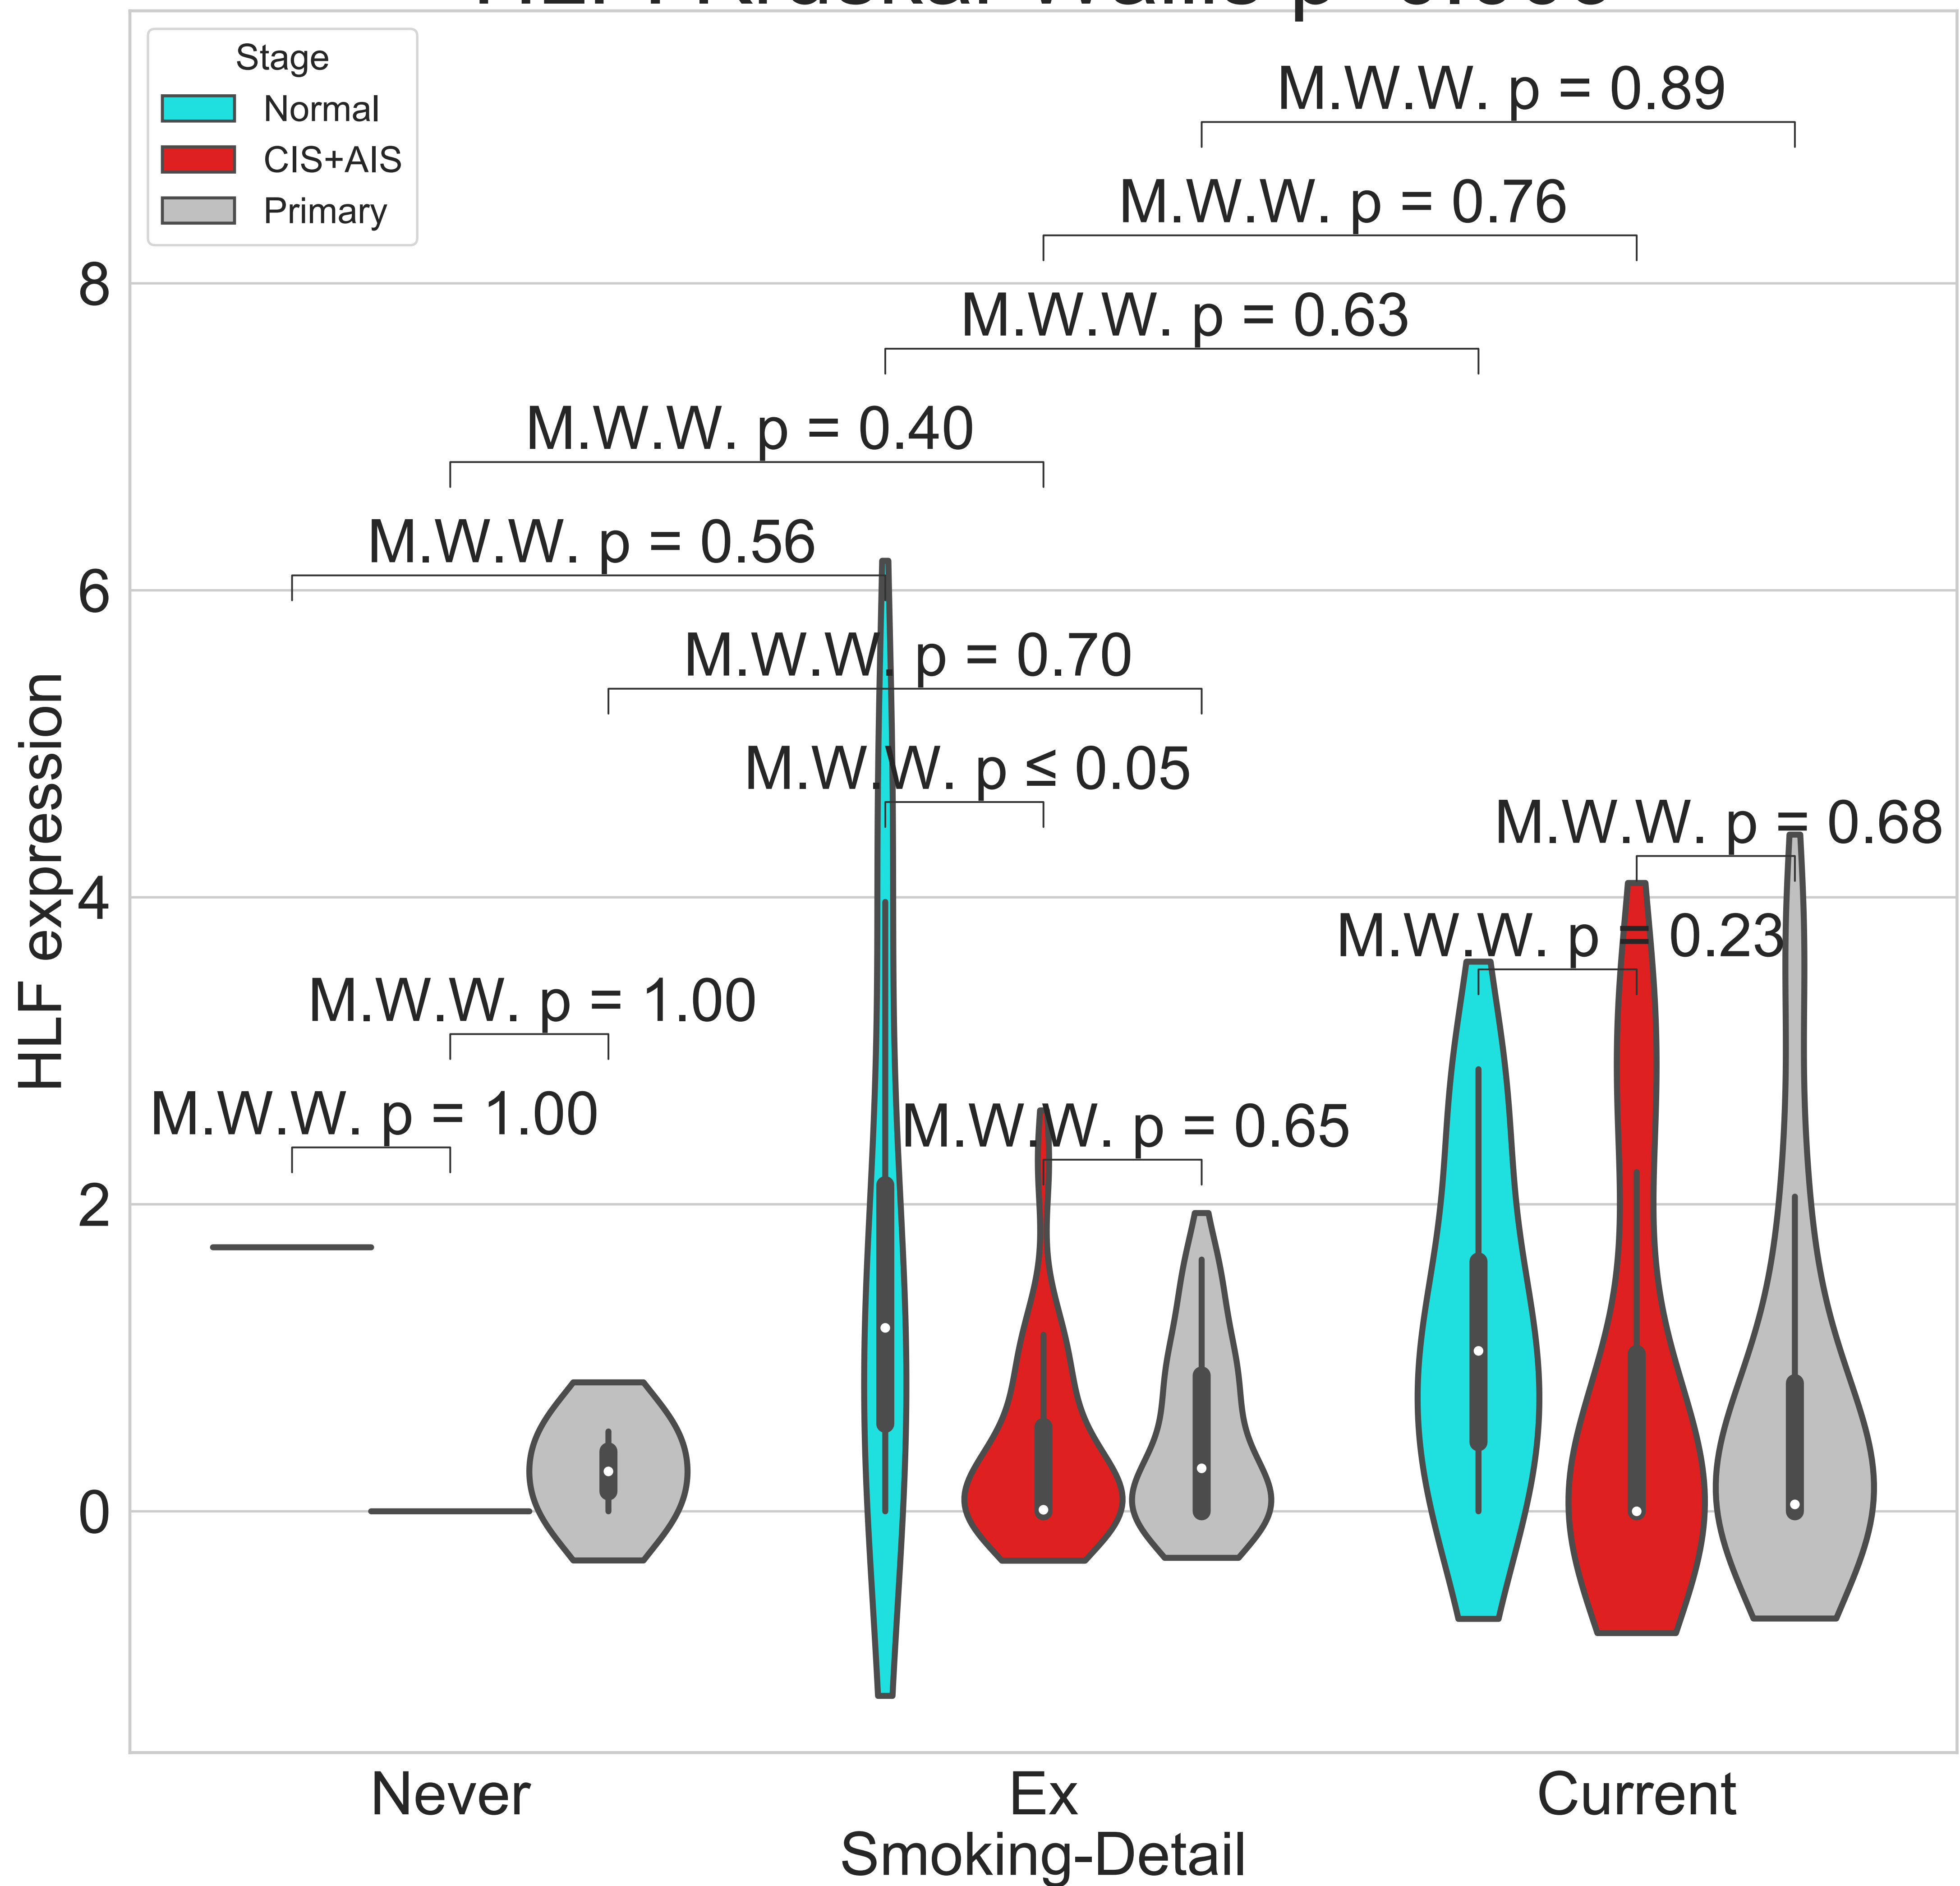 Stage
Normal
CIS+AIS
Primary
M.W.W. p = 0.89
M.W.W. p = 0.76
8
M.W.W. p = 0.63
M.W.W. p = 0.40
M.W.W. p = 0.56
6
M.W.W. p = 0.70
M.W.W. p ≤ 0.05
M.W.W. p = 0.68
4
M.W.W. p = 0.23
M.W.W. p = 1.00
M.W.W. p = 1.00
M.W.W. p = 0.65
2
0
HLF expression
Never
Ex
Current
Smoking-Detail